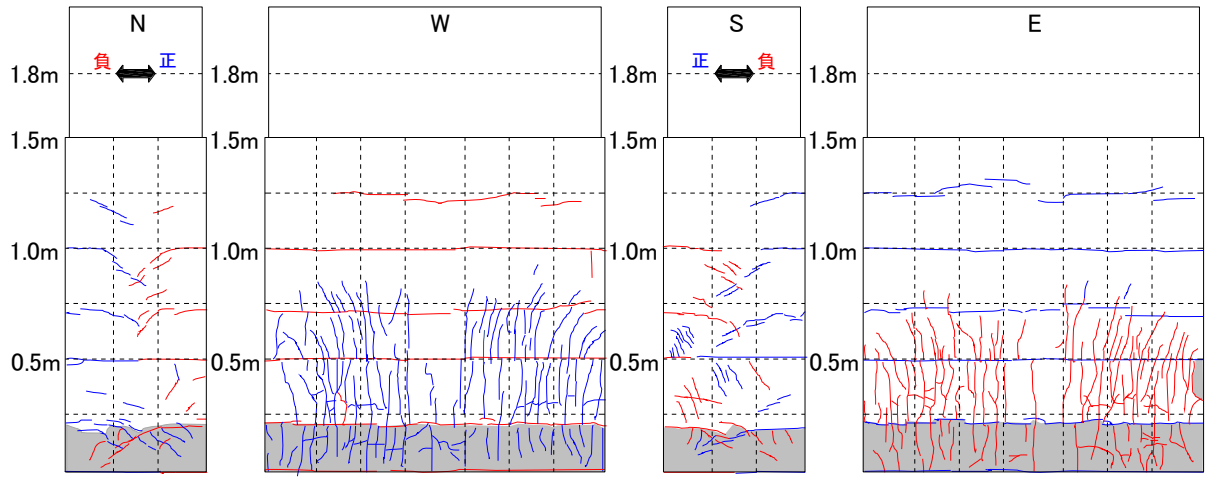 N W S E
負 正 正 負
1.8m 1.8m 1.8m 1.8m
1.5m 1.5m 1.5m 1.5m
1.0m 1.0m 1.0m 1.0m
0.5m 0.5m 0.5m 0.5m